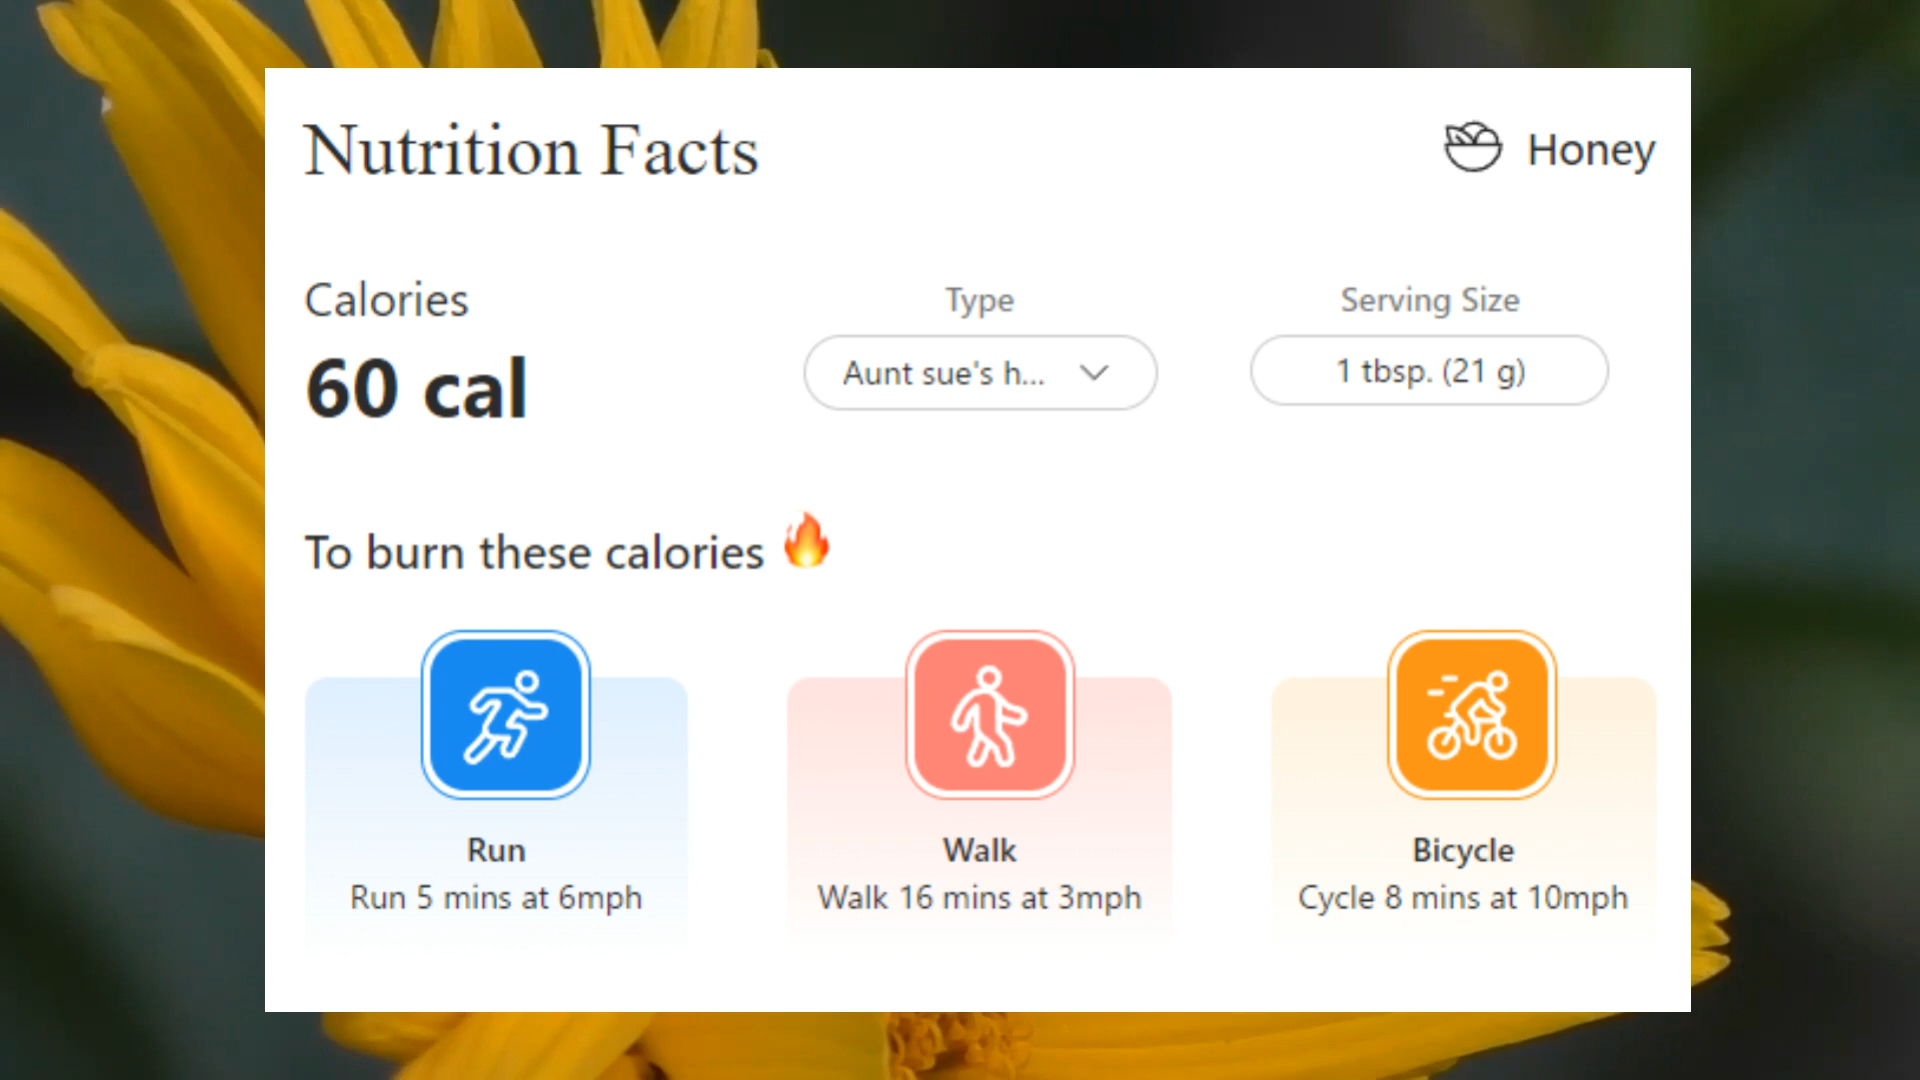 Nutrition Facts
Honey
Calories
60 cal
Type
Aunt sue's h...
Serving Size
1 tbsp. (21 g)
To burn these calories
Run
Run 5 mins at 6mph
Walk
Walk 16 mins at 3mph
Bicycle
Cycle 8 mins at 10mph